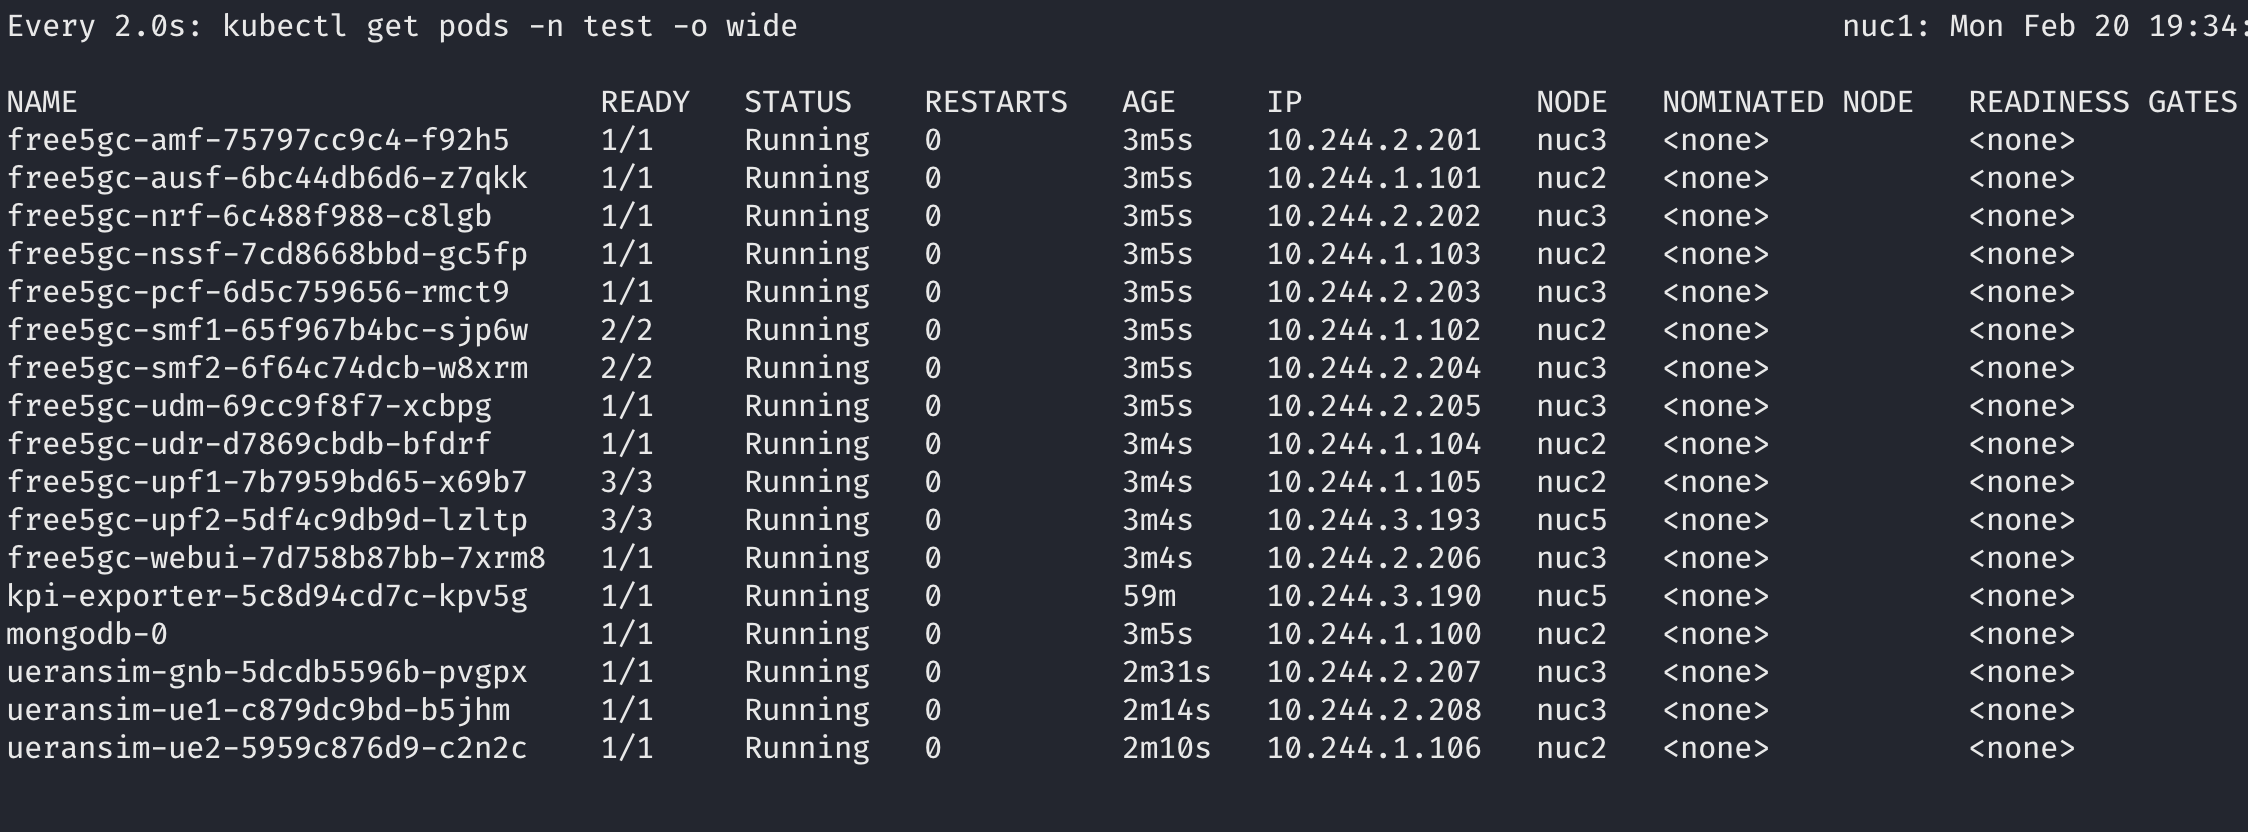 Every 2.0s: kubectl get pods -n test -o wide nuc1: Mon Feb 20 19:34:
NAME READY STATUS RESTARTS AGE IP NODE NOMINATED NODE READINESS GATES
free5gc-amf-75797cc9c4-f92h5 1/1 Running 0 3m5s 10.244.2.201 nuc3 <none> <none>
free5gc-ausf-6bc44db6d6-z7qkk 1/1 Running 0 3m5s 10.244.1.101 nuc2 <none> <none>
free5gc-nrf-6c488f988-c8lgb 1/1 Running 0 3m5s 10.244.2.202 nuc3 <none> <none>
free5gc-nssf-7cd8668bbd-gc5fp 1/1 Running 0 3m5s 10.244.1.103 nuc2 <none> <none>
free5gc-pcf-6d5c759656-rmct9 1/1 Running 0 3m5s 10.244.2.203 nuc3 <none> <none>
free5gc-smf1-65f967b4bc-sjp6w 2/2 Running 0 3m5s 10.244.1.102 nuc2 <none> <none>
free5gc-smf2-6f64c74dcb-w8xrm 2/2 Running 0 3m5s 10.244.2.204 nuc3 <none> <none>
free5gc-udm-69cc9f8f7-xcbpg 1/1 Running 0 3m5s 10.244.2.205 nuc3 <none> <none>
free5gc-udr-d7869cbdb-bfdrf 1/1 Running 0 3m4s 10.244.1.104 nuc2 <none> <none>
free5gc-upf1-7b7959bd65-x69b7 3/3 Running 0 3m4s 10.244.1.105 nuc2 <none> <none>
free5gc-upf2-5df4c9db9d-lzltp 3/3 Running 0 3m4s 10.244.3.193 nuc5 <none> <none>
free5gc-webui-7d758b87bb-7xrm8 1/1 Running 0 3m4s 10.244.2.206 nuc3 <none> <none>
kpi-exporter-5c8d94cd7c-kpv5g 1/1 Running 0 59m 10.244.3.190 nuc5 <none> <none>
mongodb-0 1/1 Running 0 3m5s 10.244.1.100 nuc2 <none> <none>
ueransim-gnb-5dcdb5596b-pvgpx 1/1 Running 0 2m31s 10.244.2.207 nuc3 <none> <none>
ueransim-ue1-c879dc9bd-b5jhm 1/1 Running 0 2m14s 10.244.2.208 nuc3 <none> <none>
ueransim-ue2-5959c876d9-c2n2c 1/1 Running 0 2m10s 10.244.1.106 nuc2 <none> <none>